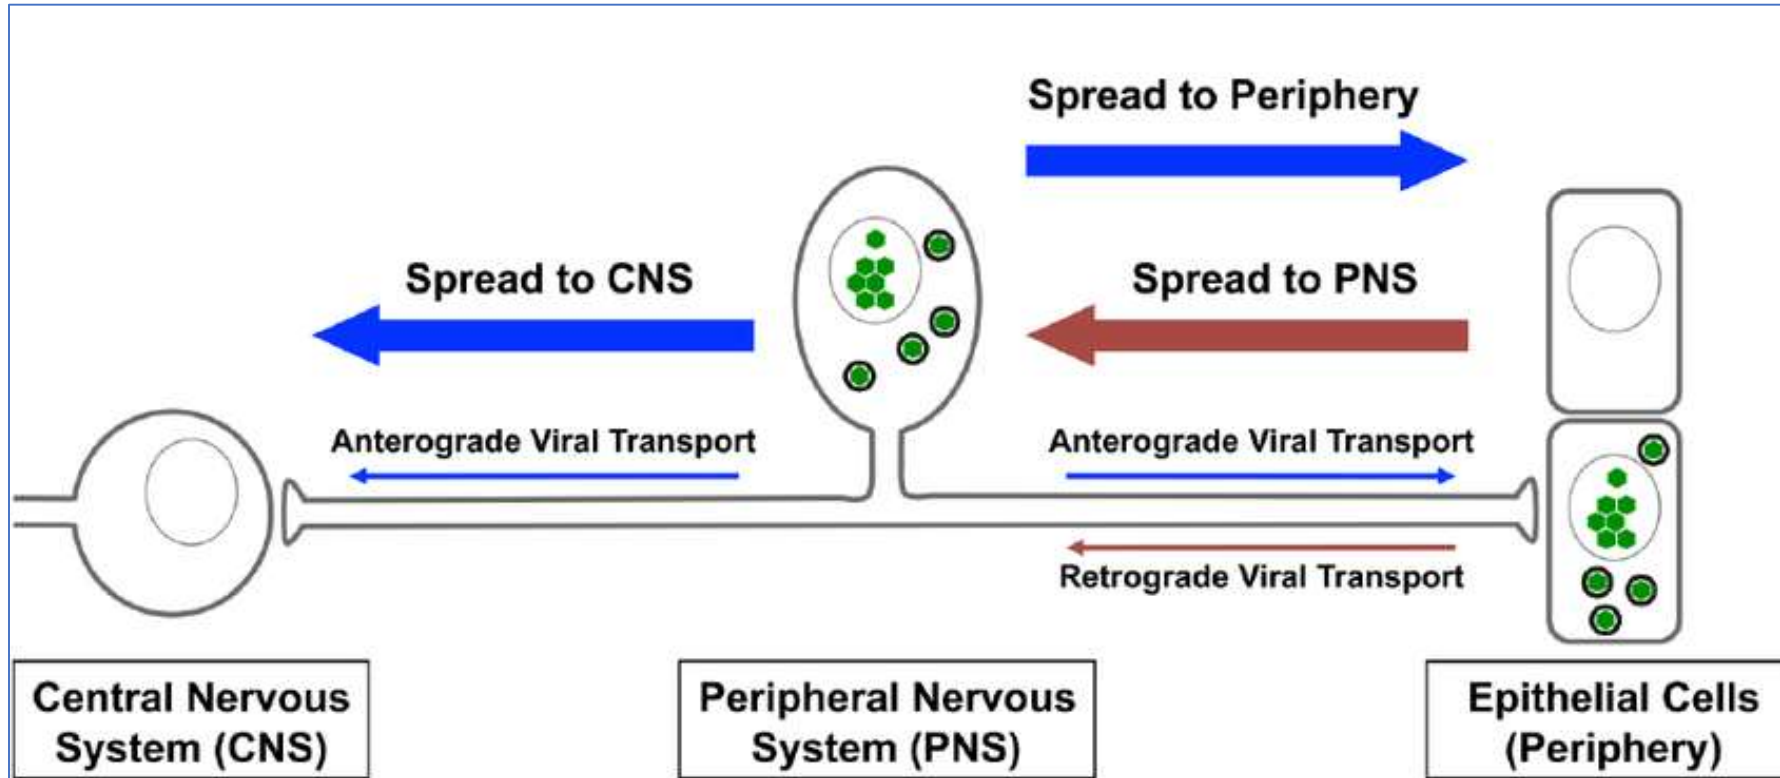 Spread to Periphery
Spread to CNS
Spread to PNS
Anterograde Viral Transport
Anterograde Viral Transport
Retrograde Viral Transport
Central Nervous
System (CNS)
Peripheral Nervous
System (PNS)
Epithelial Cells
(Periphery)